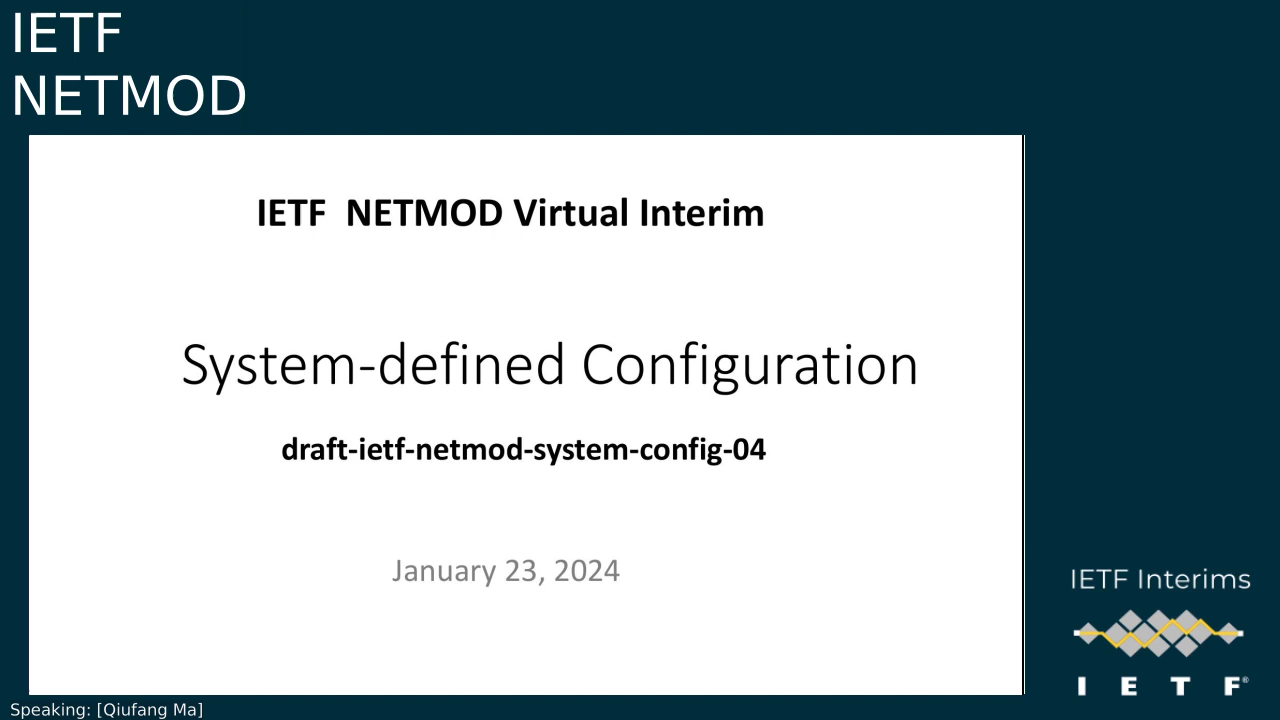 IETF
NETMOD
IETF  NETMOD Virtual Interim
System-defined Configuration
draft-ietf-netmod-system-config-04
January 23, 2024
IETF Interims
I E T F®
Speaking: [Qiufang Ma]